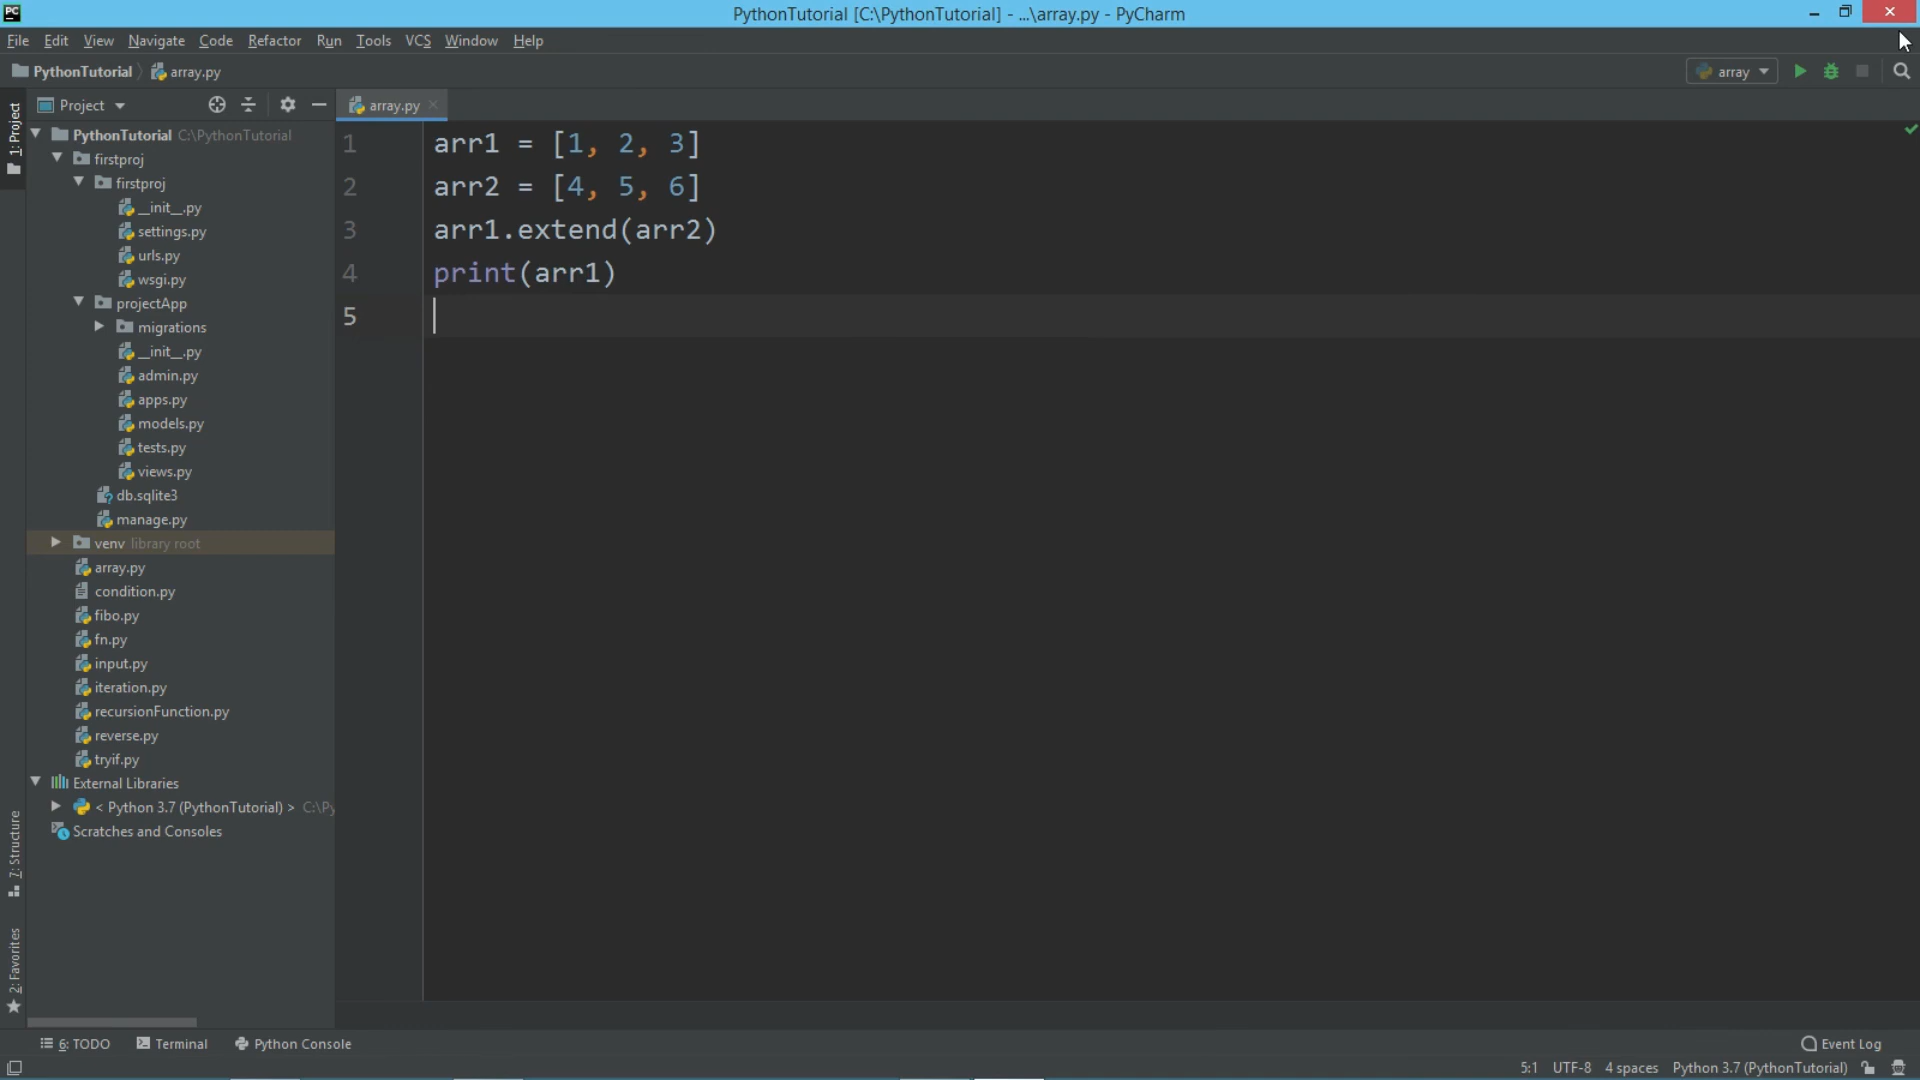 PC PythonTutorial [C:\PythonTutorial] - ...\array.py - PyCharm
File Edit View Navigate Code Refactor Run Tools VCS Window Help
PythonTutorial array.py array
1: Project
Project array.py
PythonTutorial C:\PythonTutorial
firstproj
firstproj
__init__.py
settings.py
urls.py
wsgi.py
projectApp
migrations
__init__.py
admin.py
apps.py
models.py
tests.py
views.py
db.sqlite3
manage.py
venv library root
array.py
condition.py
fibo.py
fn.py
input.py
iteration.py
recursionFunction.py
reverse.py
tryif.py
External Libraries
< Python 3.7 (PythonTutorial) > C:\Py
Scratches and Consoles
1 arr1 = [1, 2, 3]
2 arr2 = [4, 5, 6]
3 arr1.extend(arr2)
4 print(arr1)
5
7: Structure
2: Favorites
6: TODO Terminal Python Console Event Log
5:1 UTF-8 4 spaces Python 3.7 (PythonTutorial)